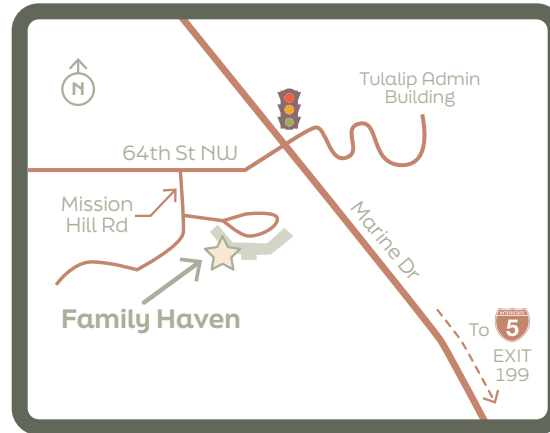 N
Tulalip Admin
Building
64th St NW
Mission
Hill Rd
Marine Dr
Family Haven
To
INTERSTATE
5
EXIT
199